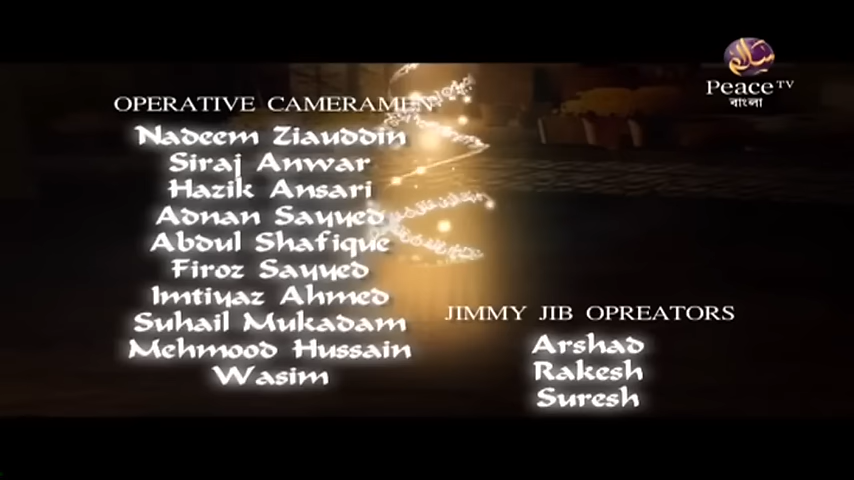 OPERATIVE CAMERAMEN
Nadeem Ziauddin
Siraj Anwar
Hazik Ansari
Adnan Sayyed
Abdul Shafique
Firoz Sayyed
Imtiyaz Ahmed
Suhail Mukadam
Mehmood Hussain
Wasim
JIMMY JIB OPREATORS
Arshad
Rakesh
Suresh
Peace TV
বাংলা